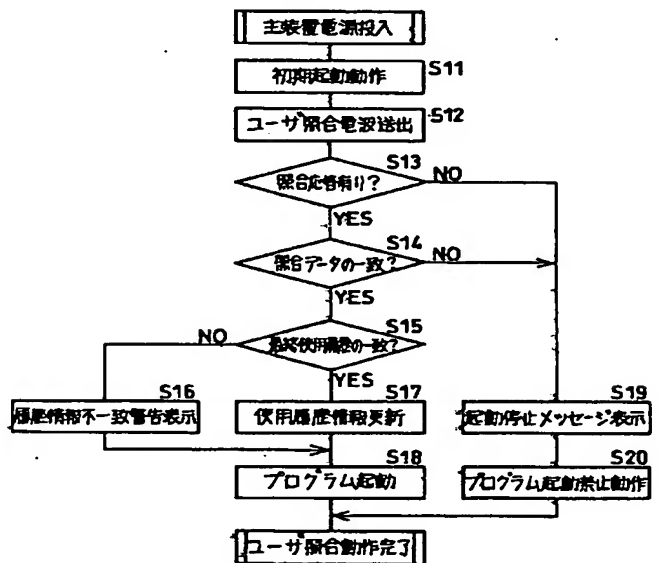 主装置電源投入
初期起動動作
S11
ユーザ照合電波送出
S12
S13
照合応答有り?
NO
YES
S14
照合データの一致?
NO
YES
S15
最終使用履歴の一致?
NO
YES
S16
履歴情報不一致警告表示
S17
使用履歴情報更新
S19
起動停止メッセージ表示
S18
プログラム起動
S20
プログラム起動禁止動作
ユーザ照合動作完了